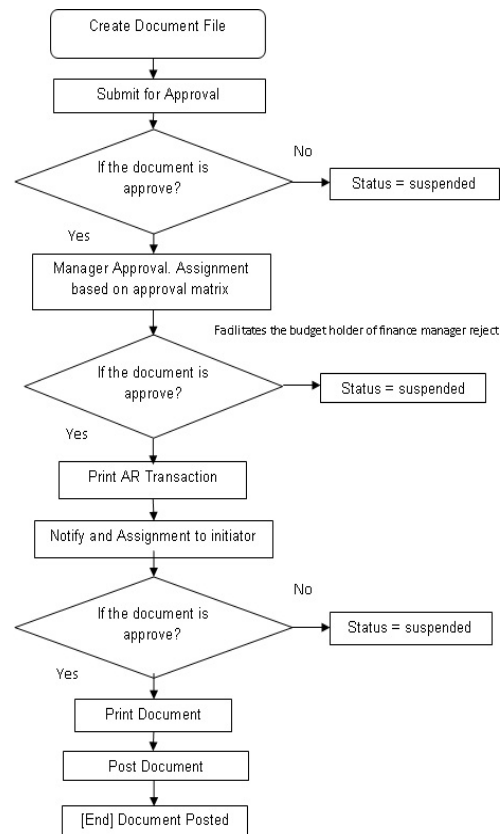 Create Document File
Submit for Approval
If the document is
approve?
No
Status = suspended
Yes
Manager Approval. Assignment
based on approval matrix
Facilitates the budget holder of finance manager reject
If the document is
approve?
Status = suspended
Yes
Print AR Transaction
Notify and Assignment to initiator
If the document is
approve?
No
Status = suspended
Yes
Print Document
Post Document
[End] Document Posted